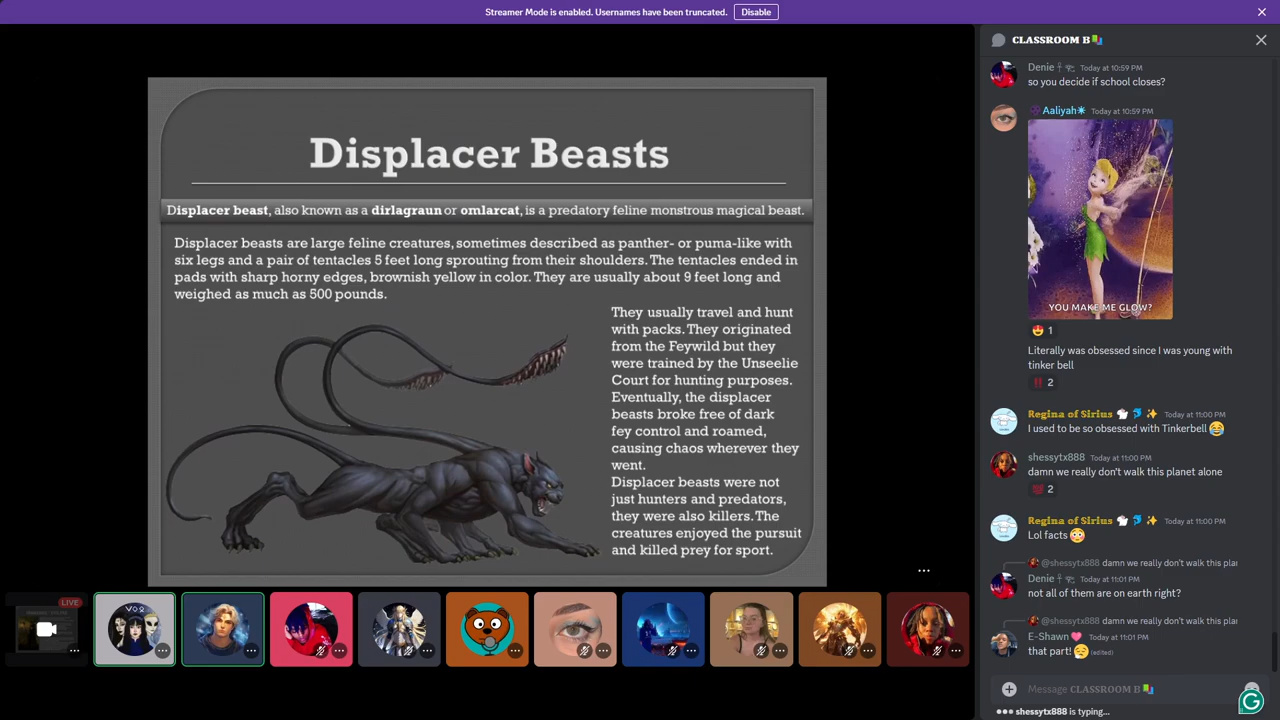 Streamer Mode is enabled. Usernames have been truncated. Disable
Displacer Beasts
Displacer beast, also known as a dirlagraun or omlarcat, is a predatory feline monstrous magical beast.
Displacer beasts are large feline creatures, sometimes described as panther- or puma-like with
six legs and a pair of tentacles 5 feet long sprouting from their shoulders. The tentacles ended in
pads with sharp horny edges, brownish yellow in color. They are usually about 9 feet long and
weighed as much as 500 pounds.
They usually travel and hunt
with packs. They originated
from the Feywild but they
were trained by the Unseelie
Court for hunting purposes.
Eventually, the displacer
beasts broke free of dark
fey control and roamed,
causing chaos wherever they
went.
Displacer beasts were not
just hunters and predators,
they were also killers. The
creatures enjoyed the pursuit
and killed prey for sport.
LIVE
VOQ
CLASSROOM B
Denie Today at 10:59 PM
so you decide if school closes?
Aaliyah Today at 10:59 PM
YOU MAKE ME GLOW?
1
Literally was obsessed since I was young with
tinker bell
2
Regina of Sirius Today at 11:00 PM
I used to be so obsessed with Tinkerbell
shessytx888 Today at 11:00 PM
damn we really don't walk this planet alone
2
Regina of Sirius Today at 11:00 PM
Lol facts
@shessytx888 damn we really don't walk this plan
Denie Today at 11:01 PM
not all of them are on earth right?
@shessytx888 damn we really don't walk this plan
E-Shawn Today at 11:01 PM
that part! (edited)
Message CLASSROOM B
shessytx888 is typing...